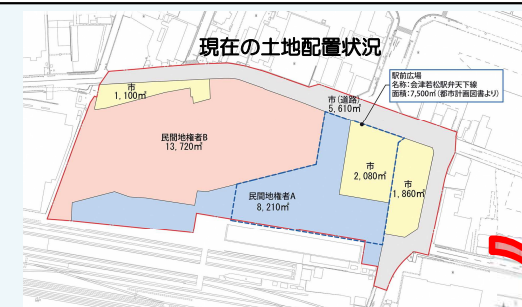 現在の土地配置状況
駅前広場
名称：会津若松駅弁天下線
面積：7,500㎡（都市計画図書より）
市
1,100㎡
市（道路）
5,610㎡
民間地権者B
13,720㎡
市
2,080㎡
市
1,860㎡
民間地権者A
8,210㎡